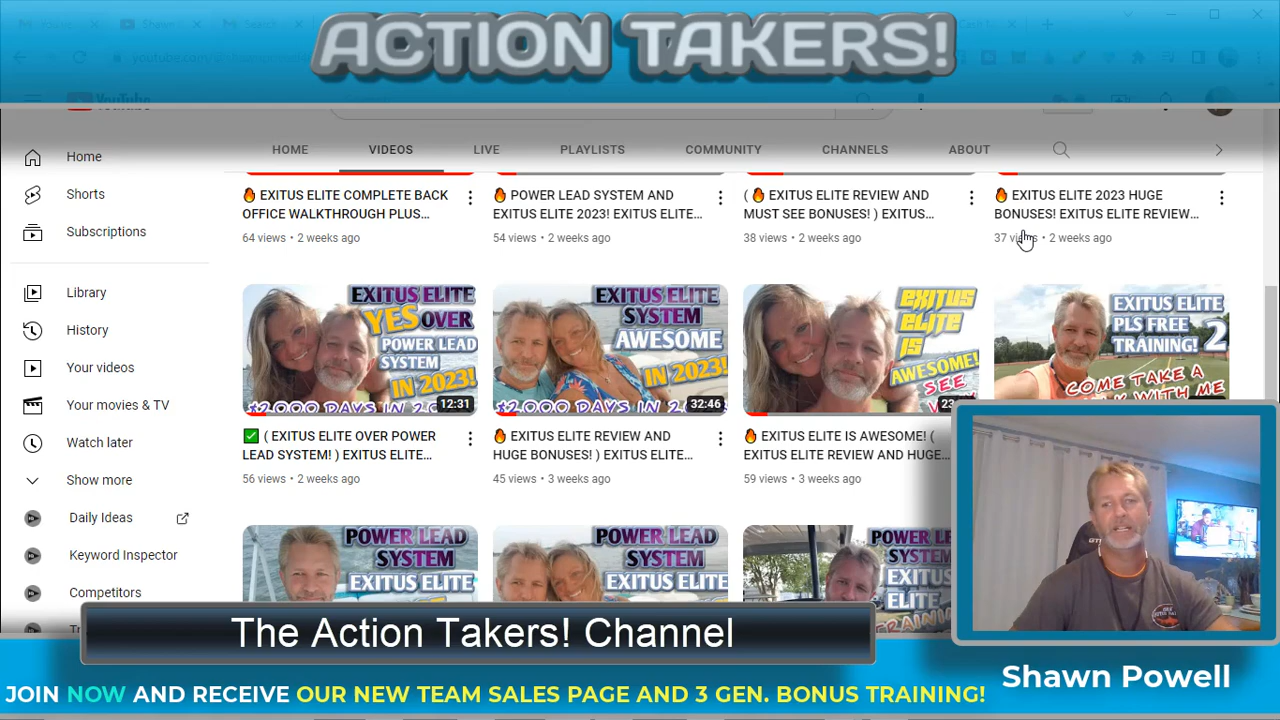 ACTION TAKERS!
Shawn
Search
HOME
VIDEOS
LIVE
PLAYLISTS
COMMUNITY
CHANNELS
ABOUT
Home
Shorts
Subscriptions
Library
History
Your videos
Your movies & TV
Watch later
Show more
Daily Ideas
Keyword Inspector
Competitors
🔥 EXITUS ELITE COMPLETE BACK
OFFICE WALKTHROUGH PLUS...
64 views • 2 weeks ago
🔥 POWER LEAD SYSTEM AND
EXITUS ELITE 2023! EXITUS ELITE...
54 views • 2 weeks ago
( 🔥 EXITUS ELITE REVIEW AND
MUST SEE BONUSES! ) EXITUS...
38 views • 2 weeks ago
🔥 EXITUS ELITE 2023 HUGE
BONUSES! EXITUS ELITE REVIEW...
37 views • 2 weeks ago
EXITUS ELITE
YES OVER
POWER LEAD
SYSTEM
IN 2023!
12:31
✅ ( EXITUS ELITE OVER POWER
LEAD SYSTEM! ) EXITUS ELITE...
56 views • 2 weeks ago
EXITUS ELITE
SYSTEM
AWESOME
IN 2023!
32:46
🔥 EXITUS ELITE REVIEW AND
HUGE BONUSES! ) EXITUS ELITE...
45 views • 3 weeks ago
EXITUS
ELITE
IS
AWESOME!
SEE
🔥 EXITUS ELITE IS AWESOME! (
EXITUS ELITE REVIEW AND HUGE...
59 views • 3 weeks ago
EXITUS ELITE
PLS FREE
TRAINING! 2
COME TAKE A
POWER LEAD
SYSTEM
EXITUS ELITE
POWER LEAD
SYSTEM
EXITUS ELITE
POWER LEAD
SYSTEM
EXITUS
ELITE
The Action Takers! Channel
Shawn Powell
JOIN NOW AND RECEIVE OUR NEW TEAM SALES PAGE AND 3 GEN. BONUS TRAINING!